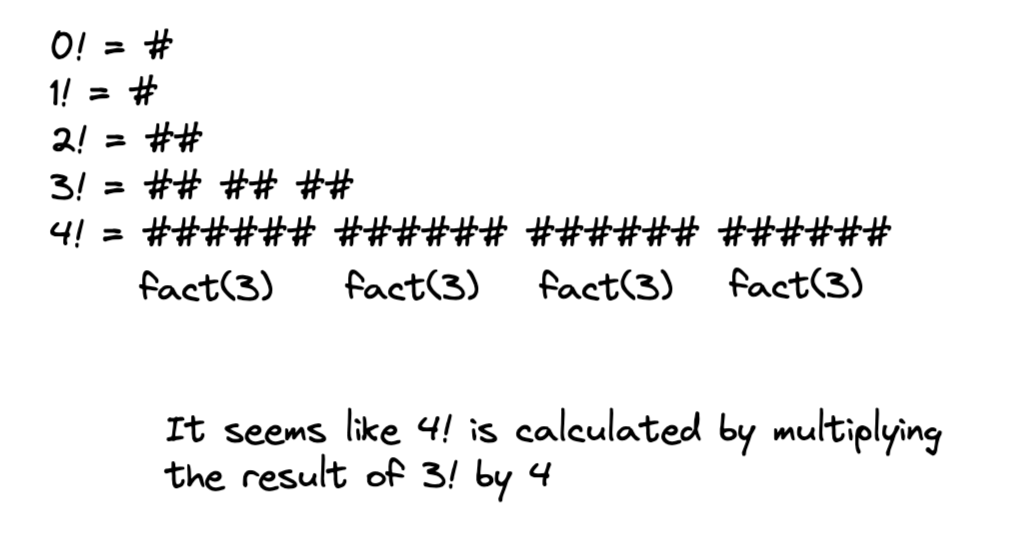 0! = #
1! = #
2! = ##
3! = ## ## ##
4! = ###### ###### ###### ######
fact(3) fact(3) fact(3) fact(3)
It seems like 4! is calculated by multiplying
the result of 3! by 4